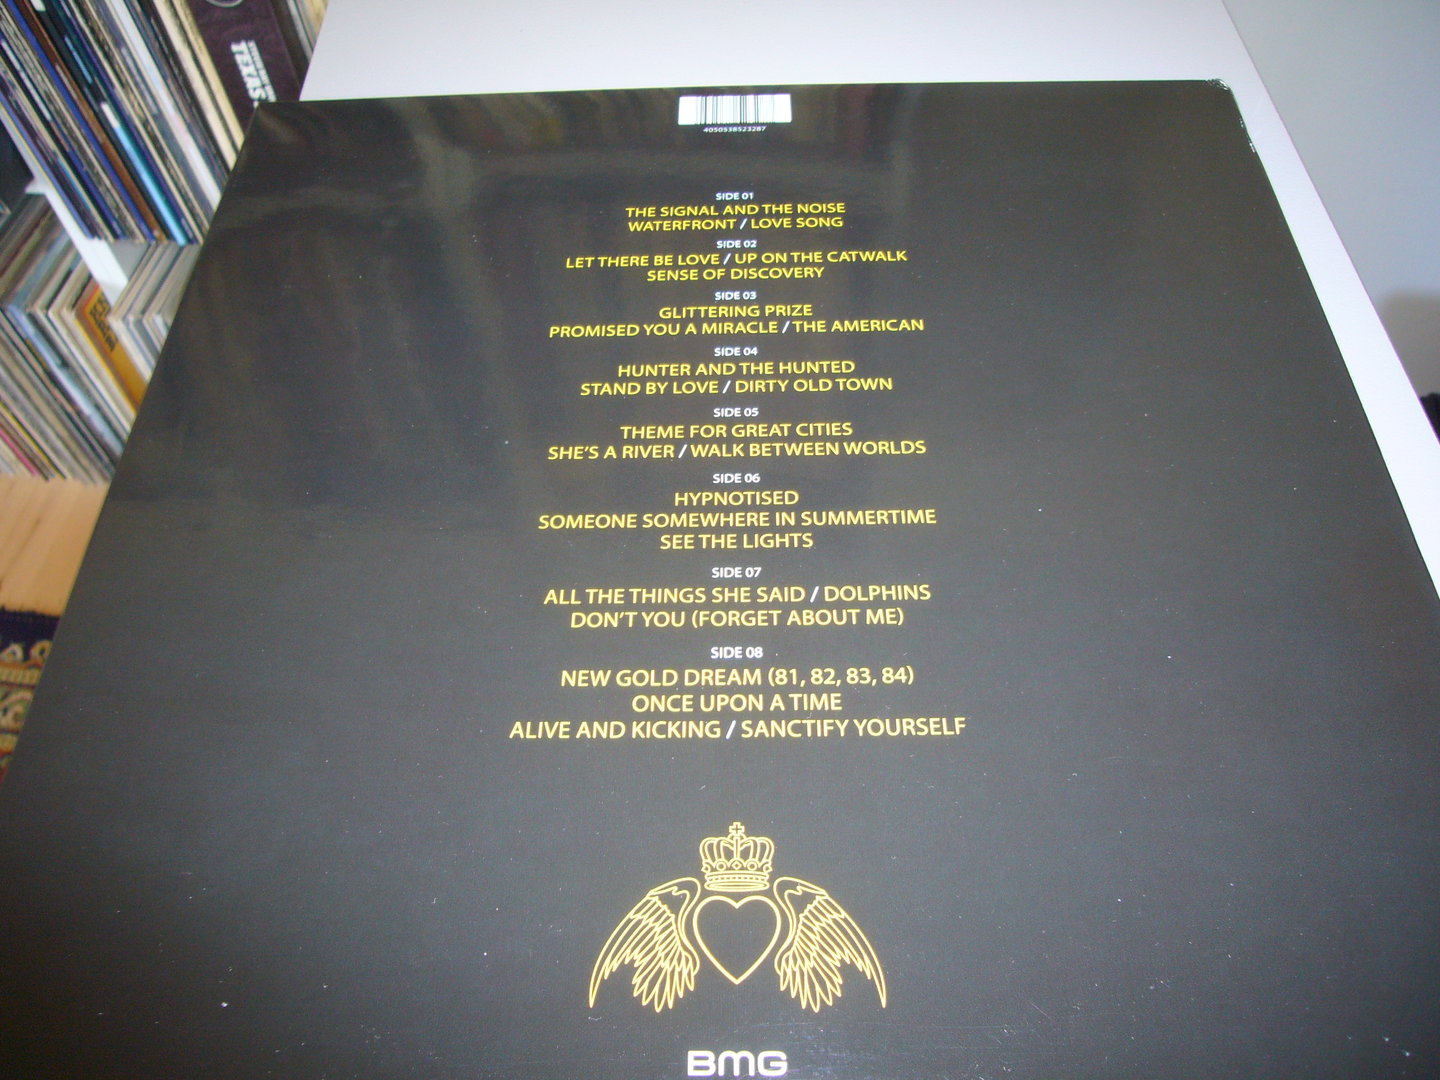 TEXAS
4050538523287
SIDE 01
THE SIGNAL AND THE NOISE
WATERFRONT / LOVE SONG
SIDE 02
LET THERE BE LOVE / UP ON THE CATWALK
SENSE OF DISCOVERY
SIDE 03
GLITTERING PRIZE
PROMISED YOU A MIRACLE / THE AMERICAN
SIDE 04
HUNTER AND THE HUNTED
STAND BY LOVE / DIRTY OLD TOWN
SIDE 05
THEME FOR GREAT CITIES
SHE'S A RIVER / WALK BETWEEN WORLDS
SIDE 06
HYPNOTISED
SOMEONE SOMEWHERE IN SUMMERTIME
SEE THE LIGHTS
SIDE 07
ALL THE THINGS SHE SAID / DOLPHINS
DON'T YOU (FORGET ABOUT ME)
SIDE 08
NEW GOLD DREAM (81, 82, 83, 84)
ONCE UPON A TIME
ALIVE AND KICKING / SANCTIFY YOURSELF
BMG